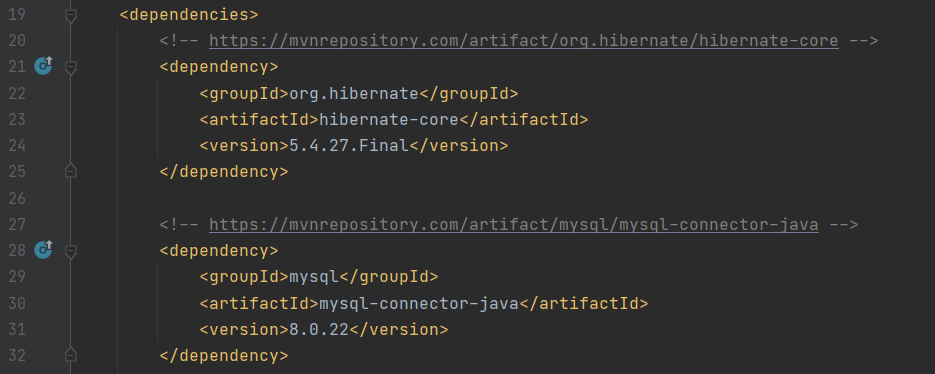 19 <dependencies>
20 <!-- https://mvnrepository.com/artifact/org.hibernate/hibernate-core -->
21 <dependency>
22 <groupId>org.hibernate</groupId>
23 <artifactId>hibernate-core</artifactId>
24 <version>5.4.27.Final</version>
25 </dependency>
26
27 <!-- https://mvnrepository.com/artifact/mysql/mysql-connector-java -->
28 <dependency>
29 <groupId>mysql</groupId>
30 <artifactId>mysql-connector-java</artifactId>
31 <version>8.0.22</version>
32 </dependency>